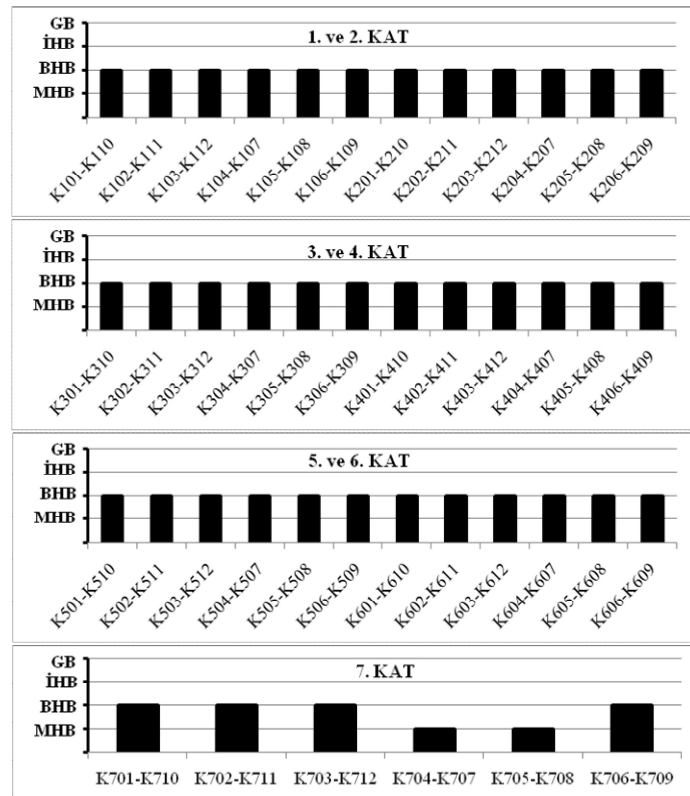 GB
İHB
BHB
MHB
1. ve 2. KAT
K101-K110 K102-K111 K103-K112 K104-K107 K105-K108 K106-K109 K201-K210 K202-K211 K203-K212 K204-K207 K205-K208 K206-K209
GB
İHB
BHB
MHB
3. ve 4. KAT
K301-K310 K302-K311 K303-K312 K304-K307 K305-K308 K306-K309 K401-K410 K402-K411 K403-K412 K404-K407 K405-K408 K406-K409
GB
İHB
BHB
MHB
5. ve 6. KAT
K501-K510 K502-K511 K503-K512 K504-K507 K505-K508 K506-K509 K601-K610 K602-K611 K603-K612 K604-K607 K605-K608 K606-K609
GB
İHB
BHB
MHB
7. KAT
K701-K710 K702-K711 K703-K712 K704-K707 K705-K708 K706-K709